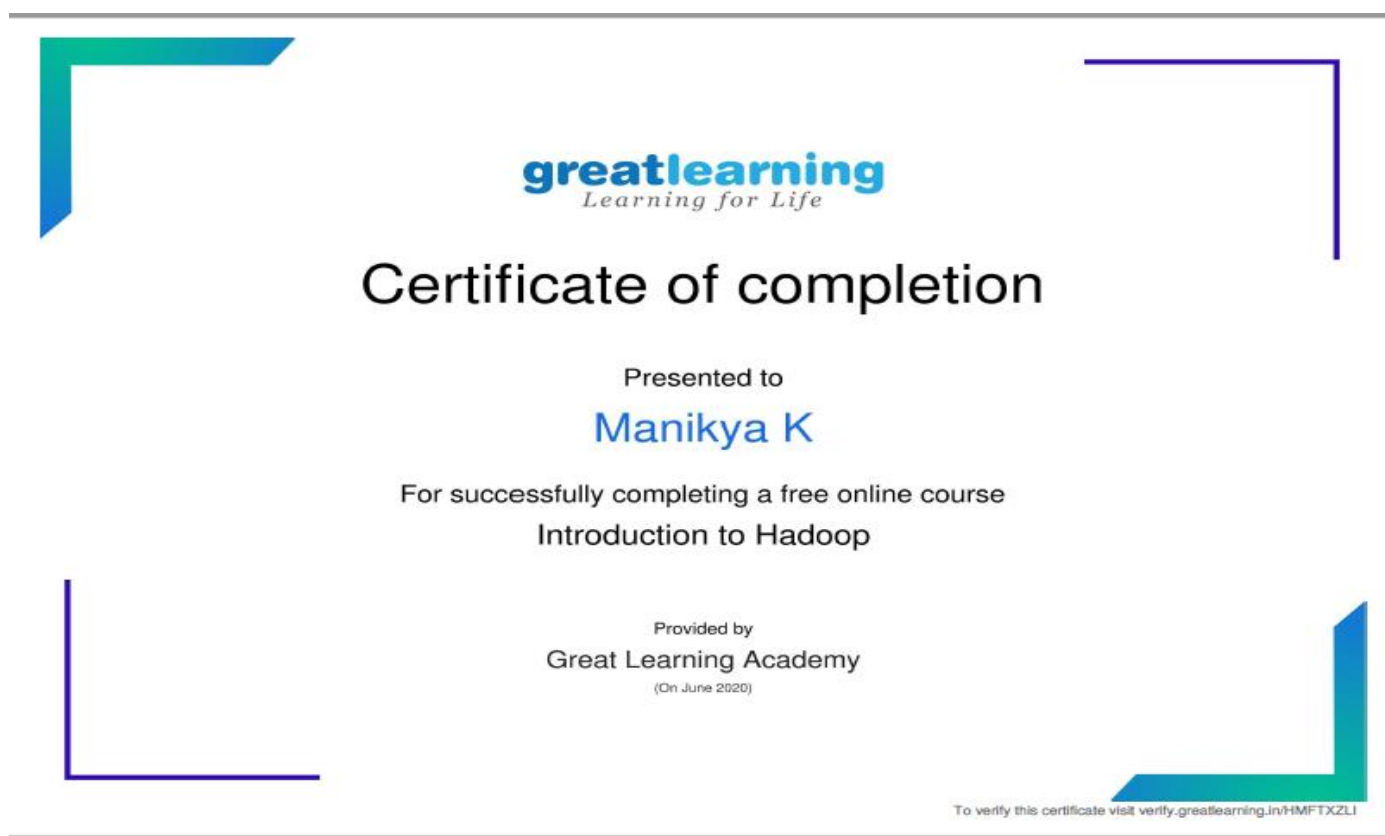 greatlearning
Learning for Life
Certificate of completion
Presented to
Manikya K
For successfully completing a free online course
Introduction to Hadoop
Provided by
Great Learning Academy
(On June 2020)
To verify this certificate visit verify.greatlearning.in/HMFTXZLI